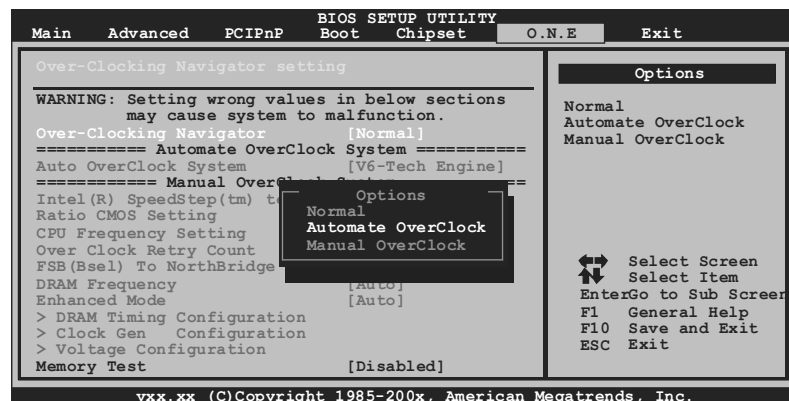 BIOS SETUP UTILITY
Main Advanced PCIPnP Boot Chipset O.N.E Exit
Over-Clocking Navigator setting
WARNING: Setting wrong values in below sections
may cause system to malfunction.
Over-Clocking Navigator [Normal]
=========== Automate OverClock System ===========
Auto OverClock System [V6-Tech Engine]
============ Manual OverClock System ==
Intel(R) SpeedStep(tm) t
Ratio CMOS Setting
CPU Frequency Setting
Over Clock Retry Count
FSB(Bsel) To NorthBridge
DRAM Frequency [Auto]
Enhanced Mode [Auto]
> DRAM Timing Configuration
> Clock Gen Configuration
> Voltage Configuration
Memory Test [Disabled]
Options
Normal
Automate OverClock
Manual OverClock
Options
Normal
Automate OverClock
Manual OverClock
Select Screen
Select Item
EnterGo to Sub Screen
F1 General Help
F10 Save and Exit
ESC Exit
vxx.xx (C)Copyright 1985-200x, American Megatrends, Inc.